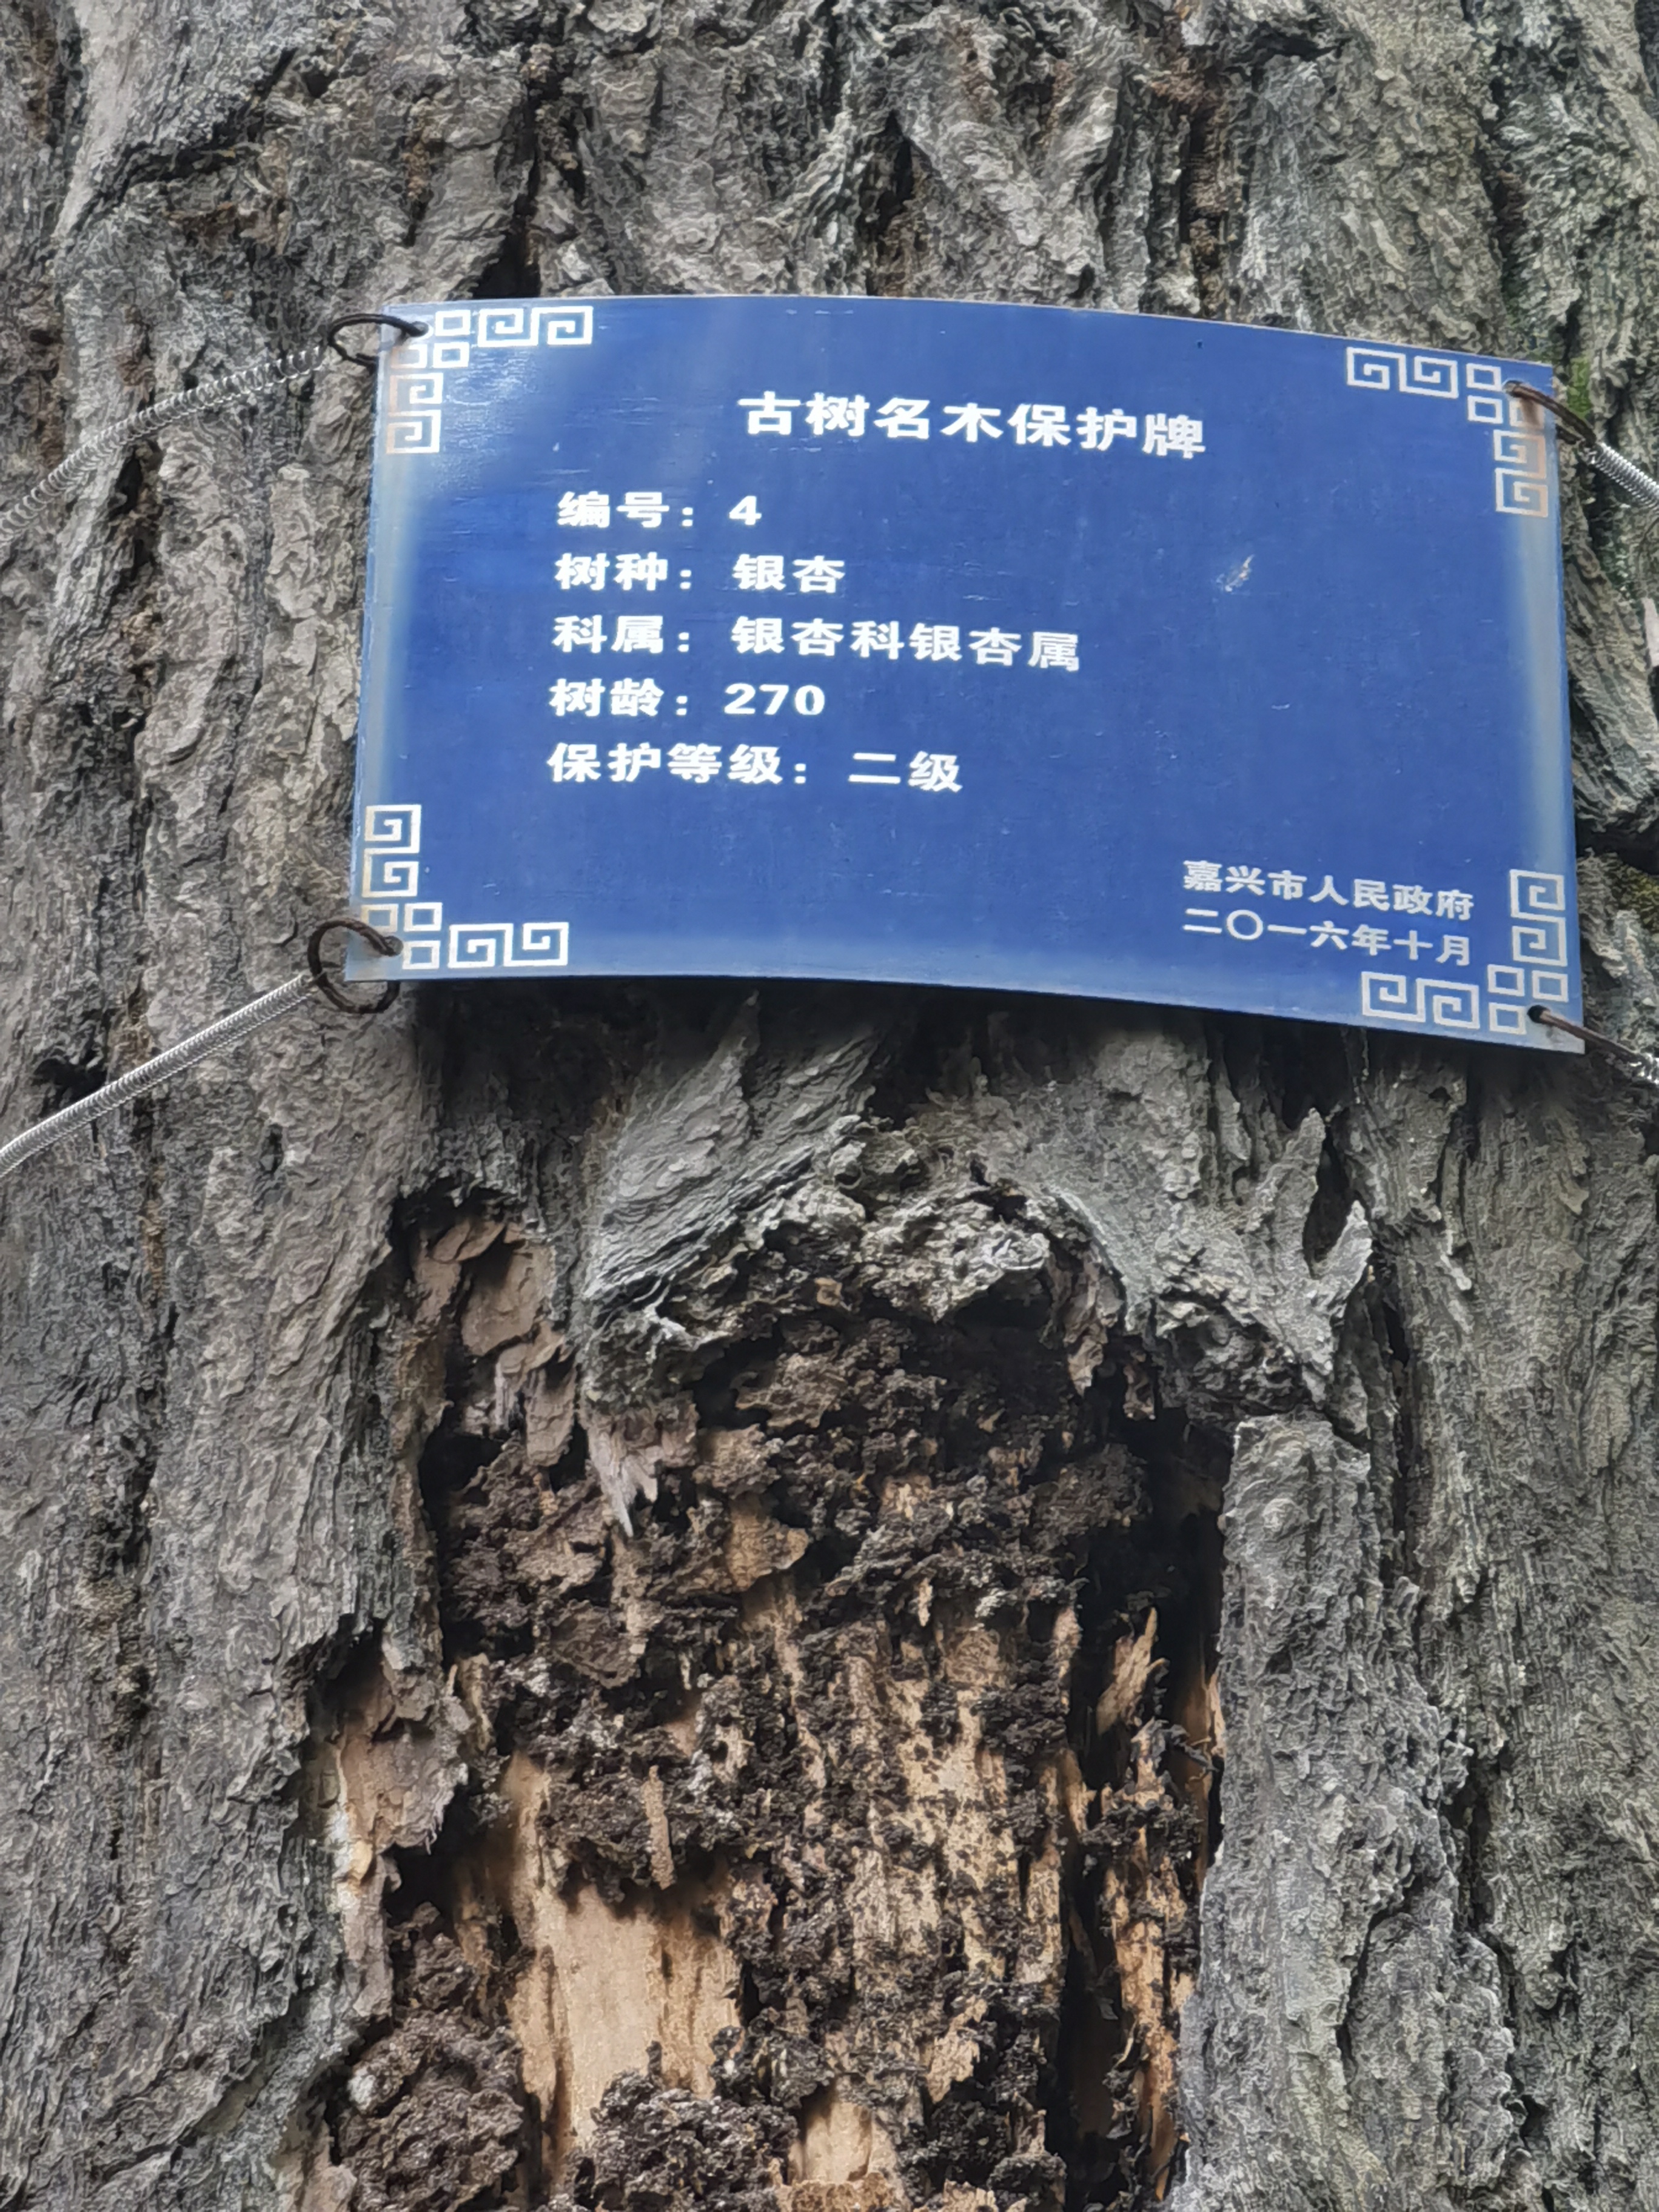 古树名木保护牌
编号：4
树种：银杏
科属：银杏科银杏属
树龄：270
保护等级：二级
嘉兴市人民政府
二〇一六年十月